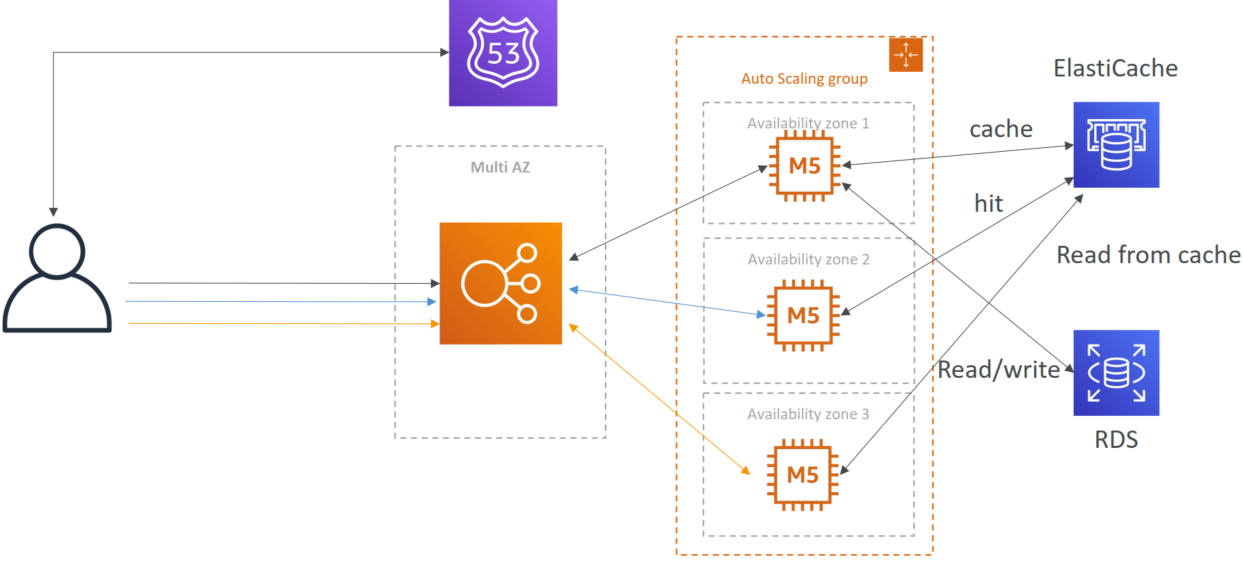 53
ElastiCache
Auto Scaling group
Availability zone 1
cache
Multi AZ
M5
hit
Availability zone 2
Read from cache
M5
Read/write
Availability zone 3
RDS
M5